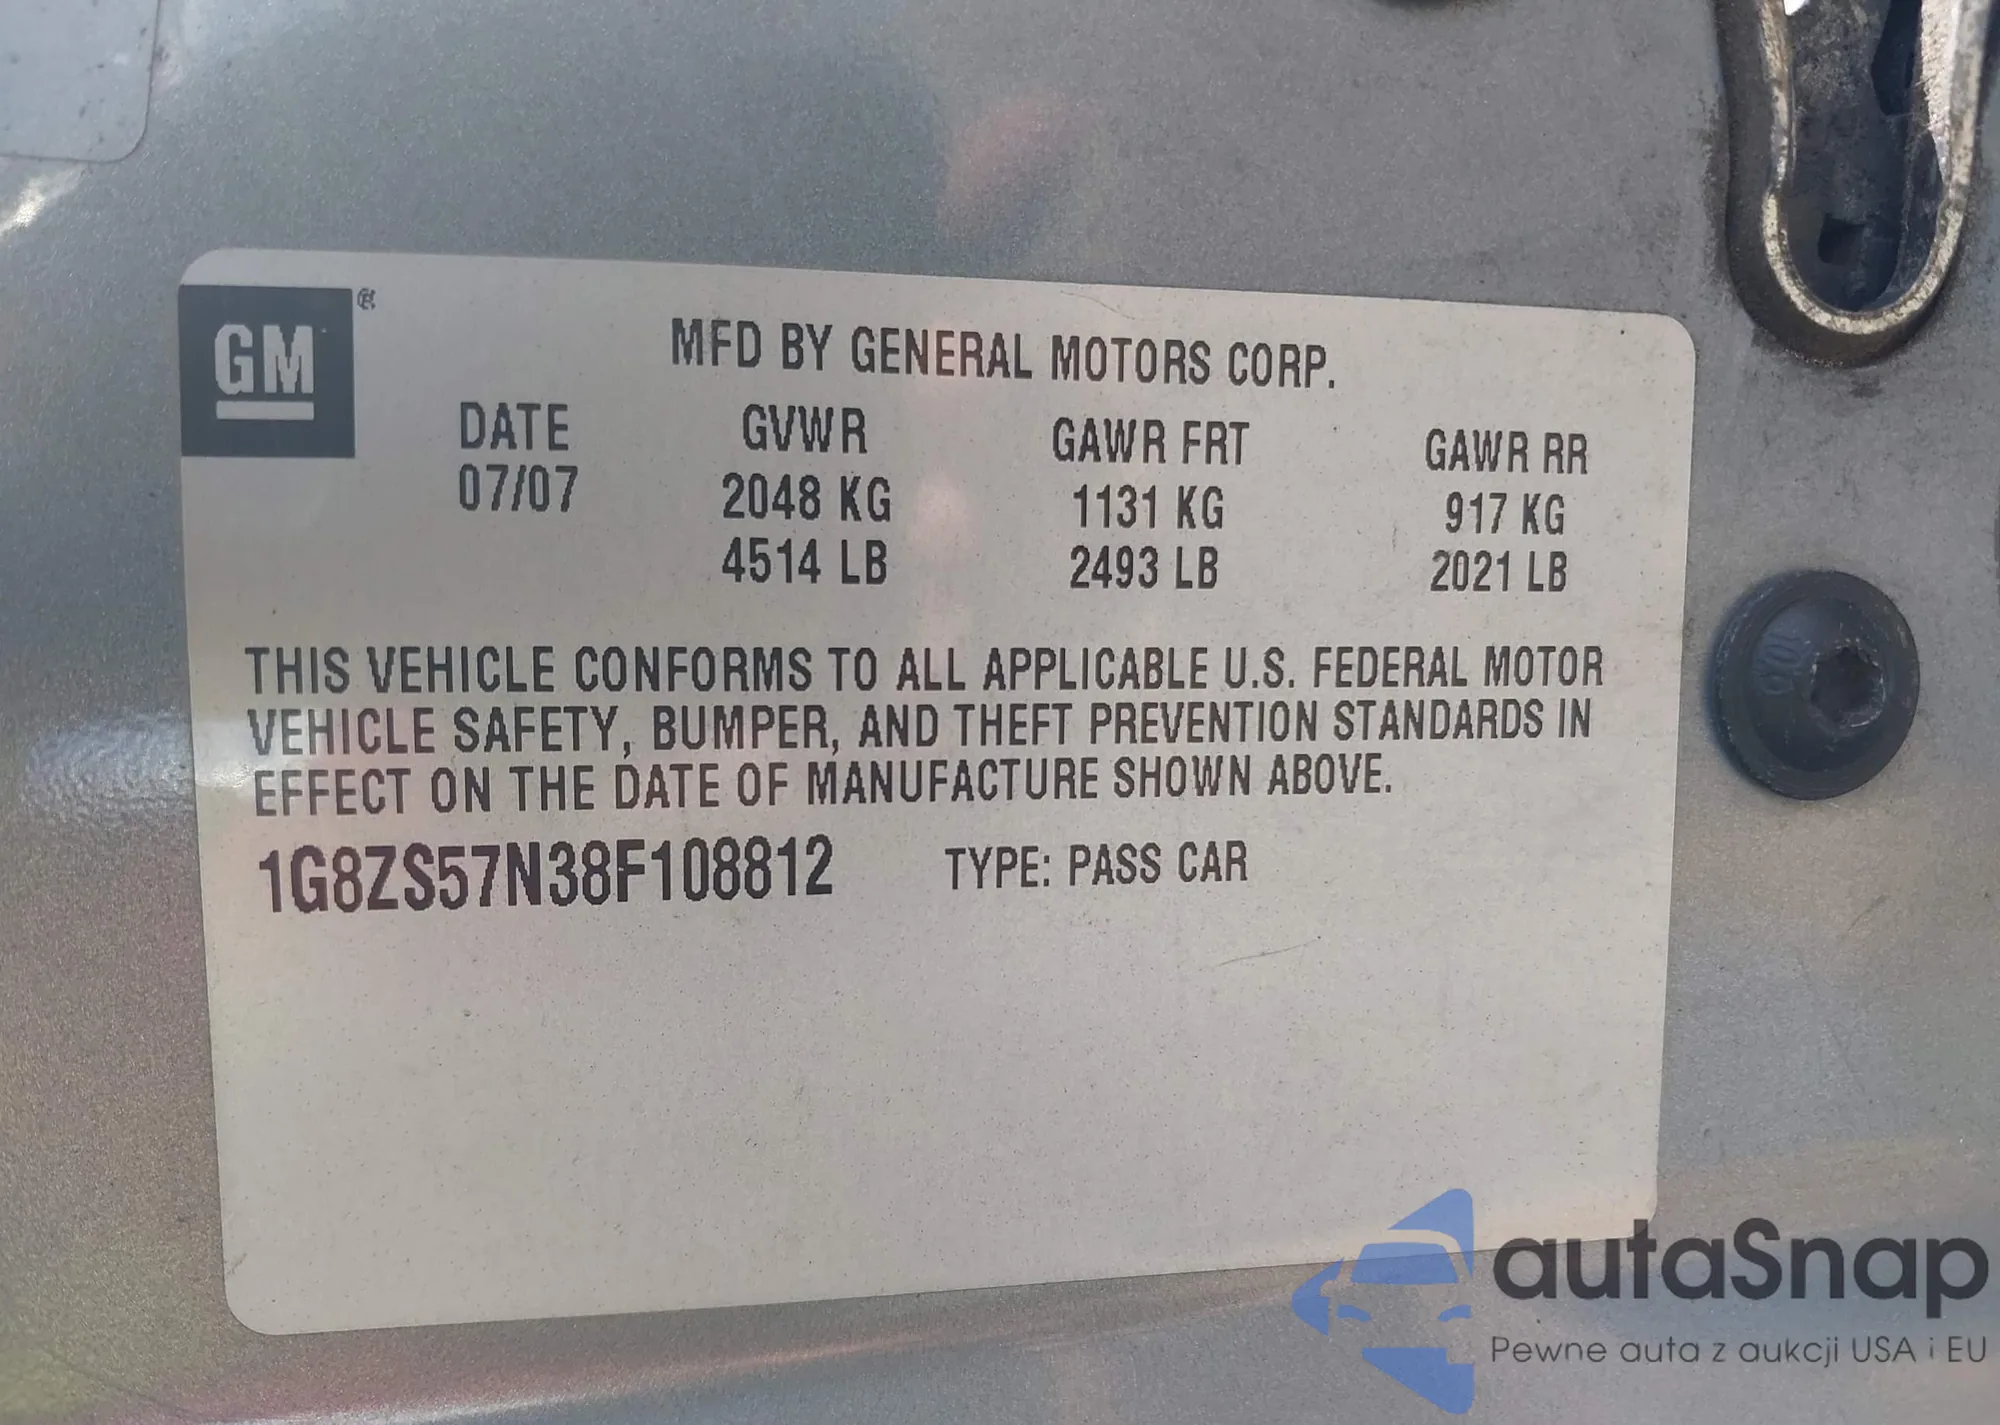 GM ®
MFD BY GENERAL MOTORS CORP.
DATE GVWR GAWR FRT GAWR RR
07/07 2048 KG 1131 KG 917 KG
4514 LB 2493 LB 2021 LB
THIS VEHICLE CONFORMS TO ALL APPLICABLE U.S. FEDERAL MOTOR
VEHICLE SAFETY, BUMPER, AND THEFT PREVENTION STANDARDS IN
EFFECT ON THE DATE OF MANUFACTURE SHOWN ABOVE.
1G8ZS57N38F108812 TYPE: PASS CAR
autaSnap
Pewne auta z aukcji USA i EU